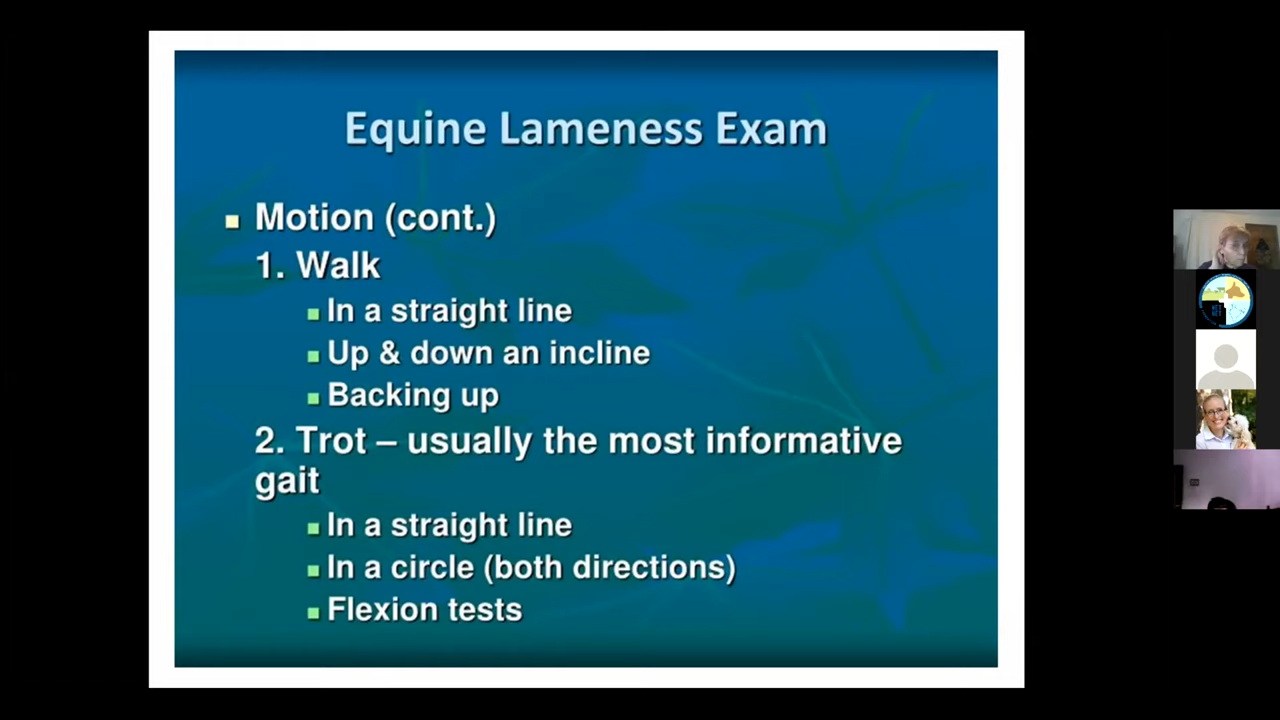 Equine Lameness Exam
Motion (cont.)
1. Walk
In a straight line
Up & down an incline
Backing up
2. Trot – usually the most informative
gait
In a straight line
In a circle (both directions)
Flexion tests